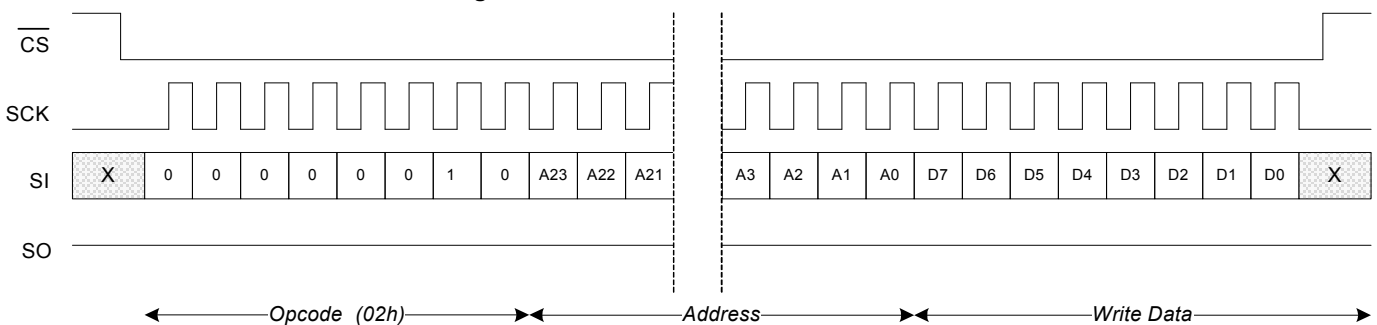 CS
SCK
SI X 0 0 0 0 0 0 1 0 A23 A22 A21 A3 A2 A1 A0 D7 D6 D5 D4 D3 D2 D1 D0 X
SO
Opcode (02h) Address Write Data